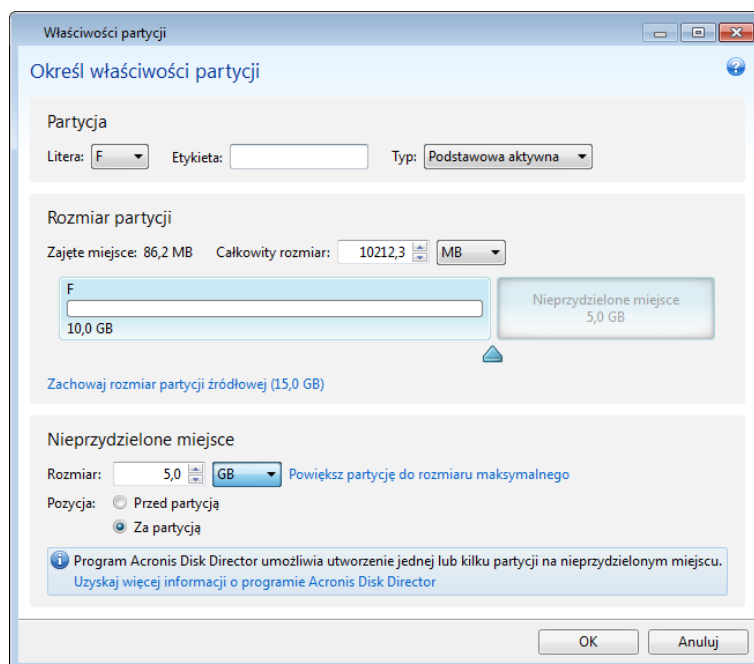 Właściwości partycji
Określ właściwości partycji
Partycja
Litera: F Etykieta: Typ: Podstawowa aktywna
Rozmiar partycji
Zajęte miejsce: 86,2 MB Całkowity rozmiar: 10212,3 MB
F
10,0 GB
Nieprzydzielone miejsce
5,0 GB
Zachowaj rozmiar partycji źródłowej (15,0 GB)
Nieprzydzielone miejsce
Rozmiar: 5,0 GB Powiększ partycję do rozmiaru maksymalnego
Pozycja: Przed partycją
Za partycją
Program Acronis Disk Director umożliwia utworzenie jednej lub kilku partycji na nieprzydzielonym miejscu.
Uzyskaj więcej informacji o programie Acronis Disk Director
OK Anuluj